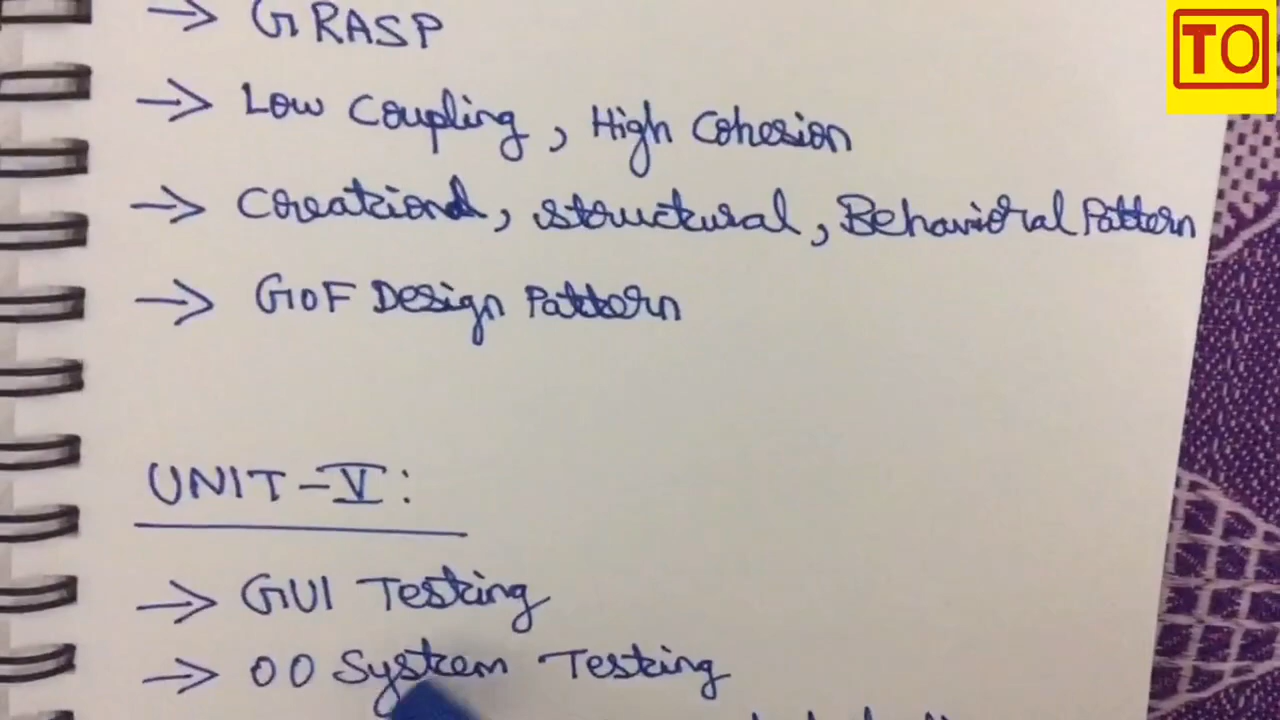 TO
→ GRASP
→ Low Coupling, High Cohesion
→ Creational, structural, Behavioral Pattern
→ GOF Design Pattern
UNIT-V:
→ GUI Testing
→ OO System Testing